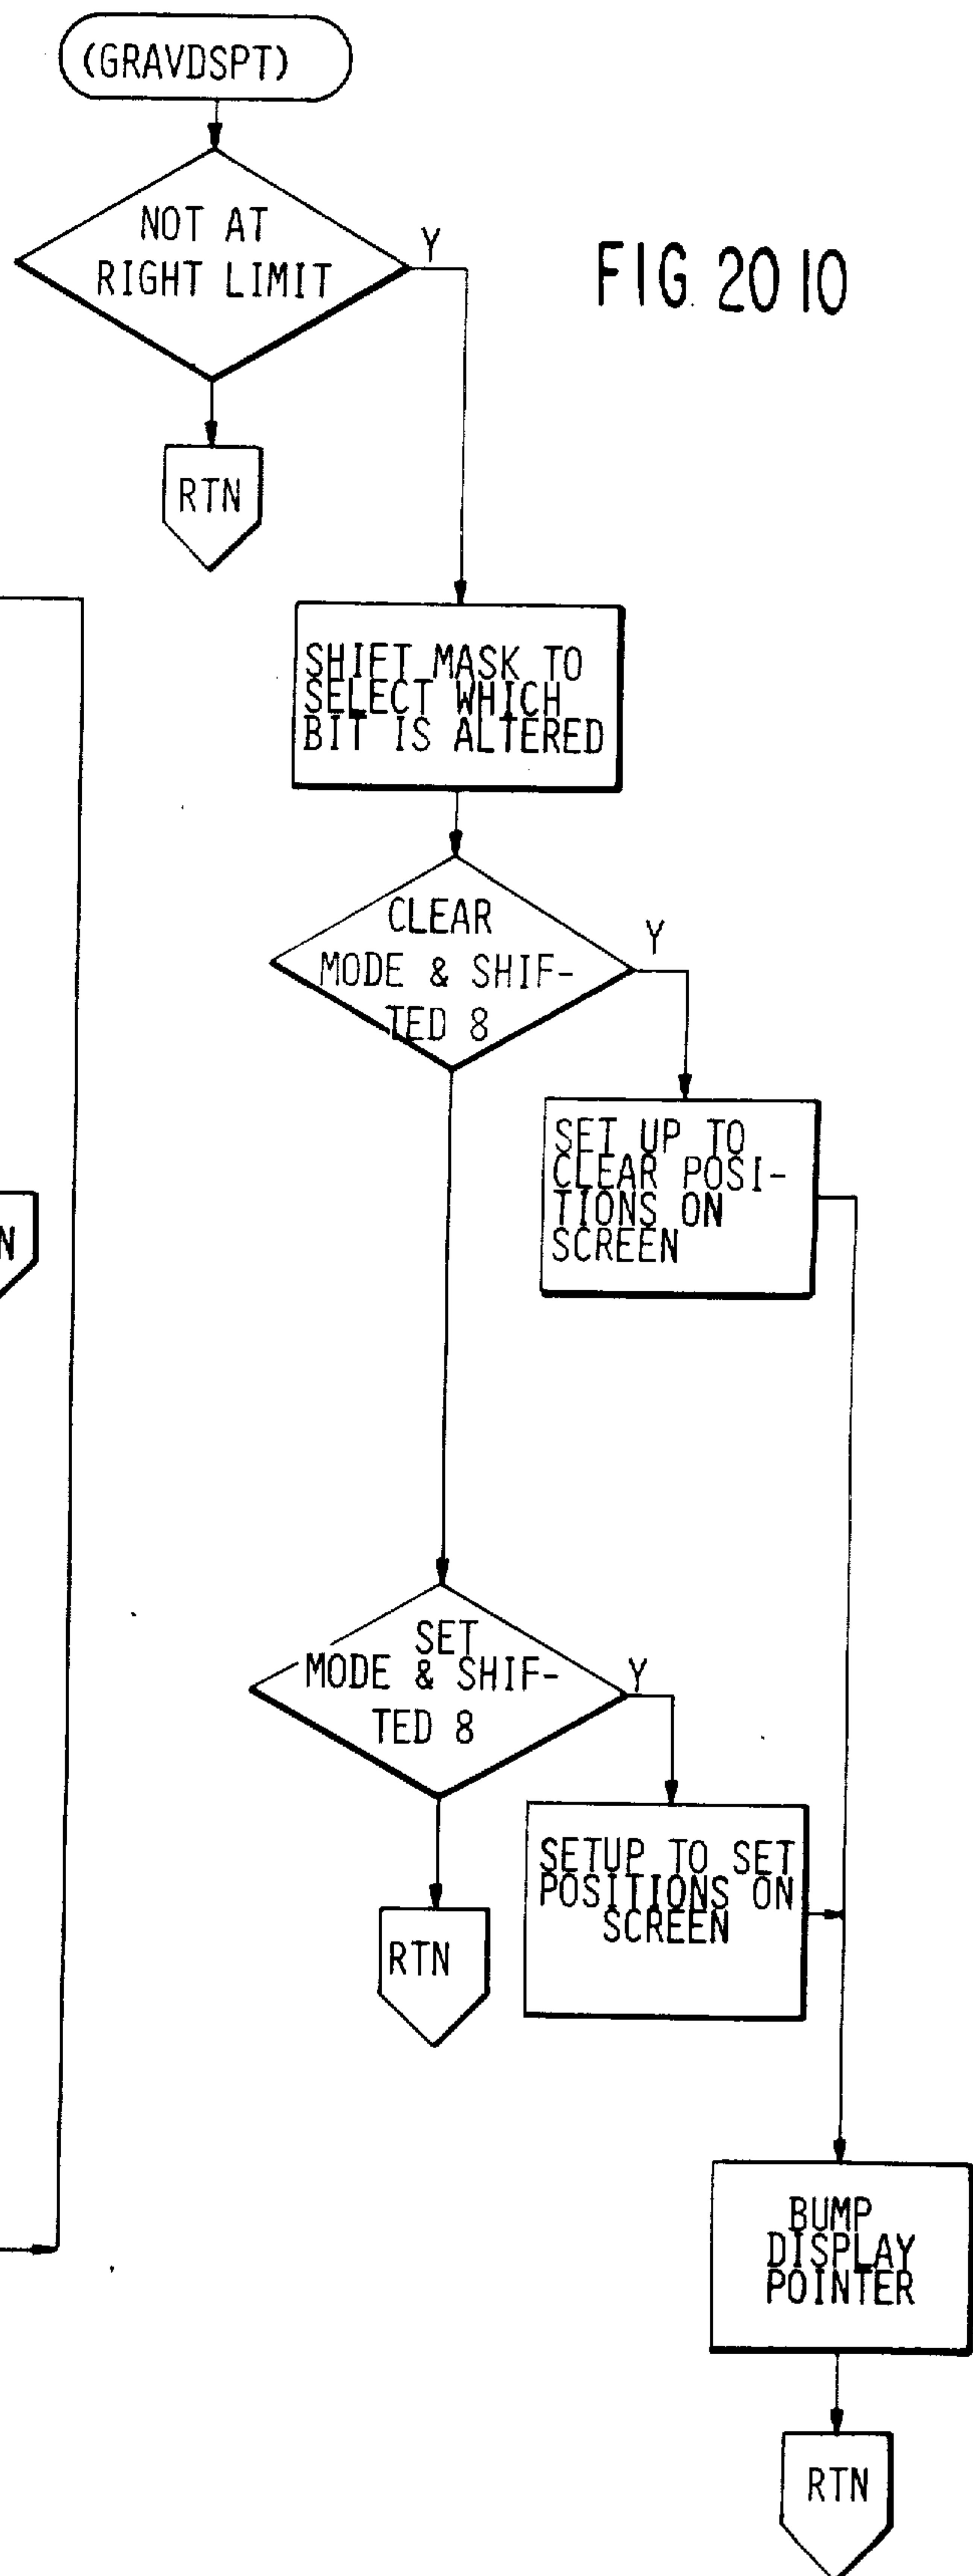 (GRAVDSPT)
NOT AT
RIGHT LIMIT
Y
FIG. 20 10
RTN
SHIFT MASK TO
SELECT WHICH
BIT IS ALTERED
CLEAR
MODE & SHIF-
TED 8
Y
SET UP TO
CLEAR POSI-
TIONS ON
SCREEN
N
SET
MODE & SHIF-
TED 8
Y
SETUP TO SET
POSITIONS ON
SCREEN
RTN
BUMP
DISPLAY
POINTER
RTN